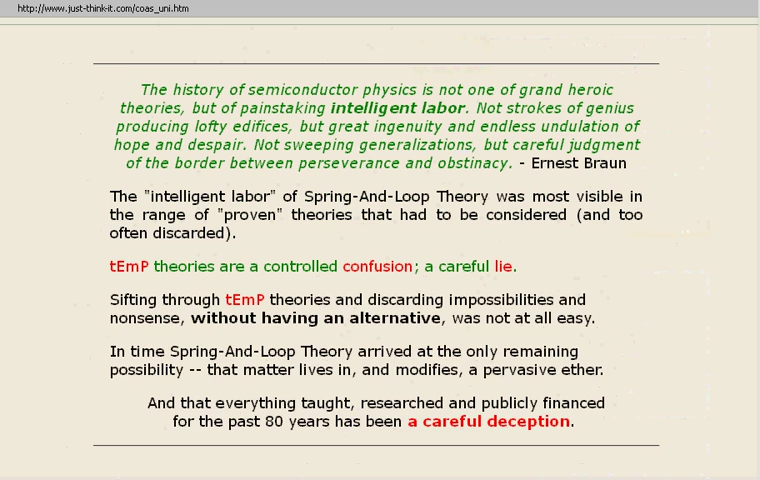 http://www.just-think-it.com/coas_uni.htm
The history of semiconductor physics is not one of grand heroic
theories, but of painstaking intelligent labor. Not strokes of genius
producing lofty edifices, but great ingenuity and endless undulation of
hope and despair. Not sweeping generalizations, but careful judgment
of the border between perseverance and obstinacy. - Ernest Braun
The "intelligent labor" of Spring-And-Loop Theory was most visible in
the range of "proven" theories that had to be considered (and too
often discarded).
tEmP theories are a controlled confusion; a careful lie.
Sifting through tEmP theories and discarding impossibilities and
nonsense, without having an alternative, was not at all easy.
In time Spring-And-Loop Theory arrived at the only remaining
possibility -- that matter lives in, and modifies, a pervasive ether.
And that everything taught, researched and publicly financed
for the past 80 years has been a careful deception.